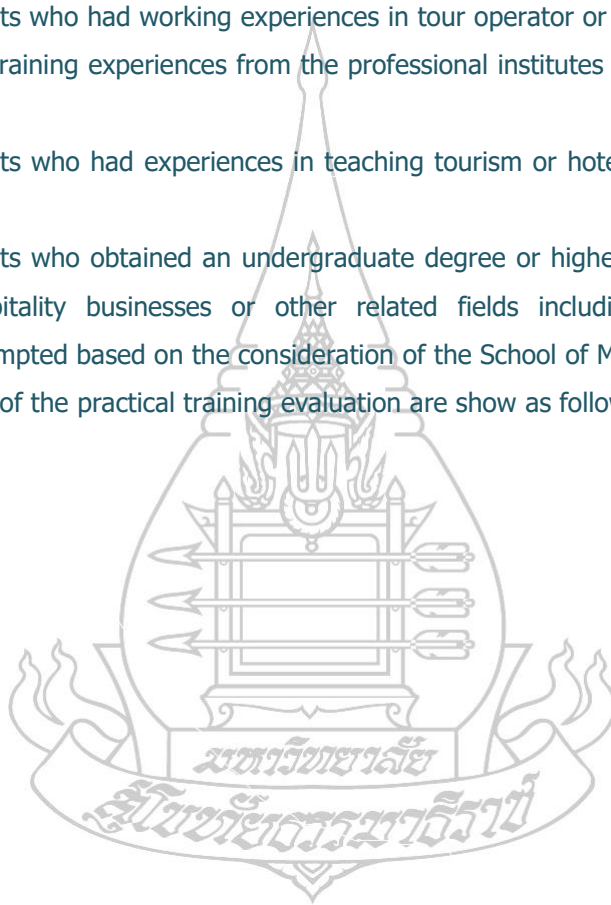 ts who had working experiences in tour operator or
raining experiences from the professional institutes
ts who had experiences in teaching tourism or hote
ts who obtained an undergraduate degree or highe
pitality businesses or other related fields includi
mpted based on the consideration of the School of M
of the practical training evaluation are show as follow
มหาวิทยาลัย
สุโขทัยธรรมาธิราช